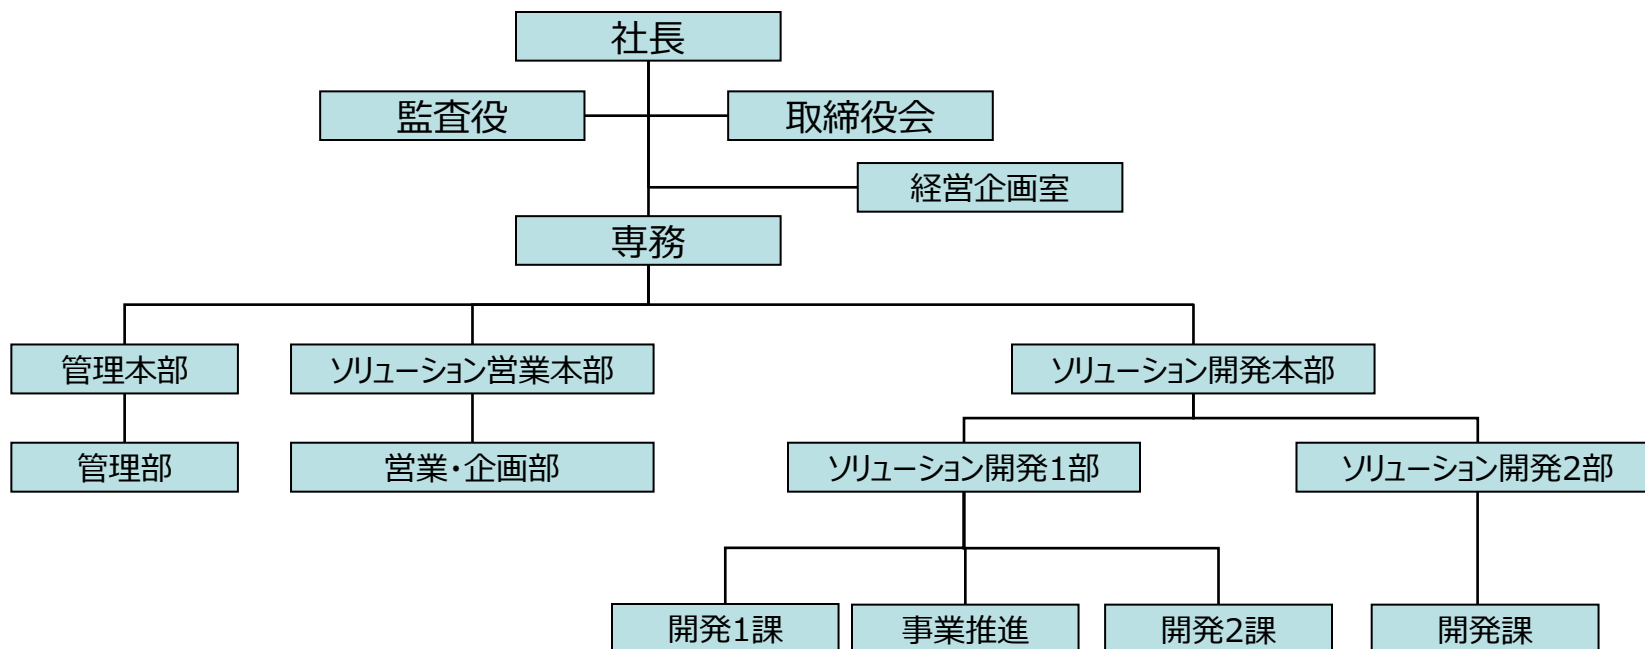 社長
監査役
取締役会
経営企画室
専務
管理本部
ソリューション営業本部
ソリューション開発本部
管理部
営業・企画部
ソリューション開発1部
ソリューション開発2部
開発1課
事業推進
開発2課
開発課